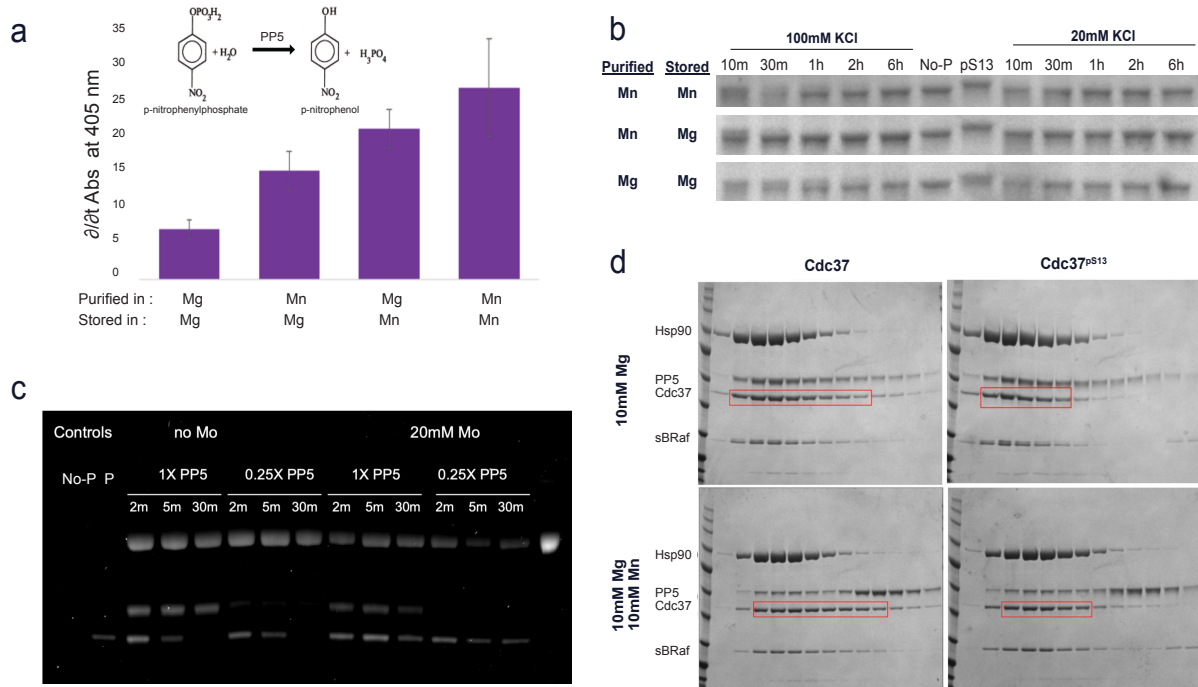 a
35
30
25
20
15
10
5
0
∂/∂t Abs at 405 nm
OPO₃H₂
+H₂O
NO₂
p-nitrophenylphosphate
PP5
OH
+ H₃PO₄
NO₂
p-nitrophenol
Purified in : Mg Mn Mg Mn
Stored in : Mg Mg Mn Mn
b
100mM KCl 20mM KCl
Purified Stored 10m 30m 1h 2h 6h No-P pS13 10m 30m 1h 2h 6h
Mn Mn
Mn Mg
Mg Mg
c
Controls no Mo 20mM Mo
No-P P 1X PP5 0.25X PP5 1X PP5 0.25X PP5
2m 5m 30m 2m 5m 30m 2m 5m 30m 2m 5m 30m
d
Cdc37 Cdc37pS13
10mM Mg
Hsp90
PP5
Cdc37
sBRaf
10mM Mg
10mM Mn
Hsp90
PP5
Cdc37
sBRaf